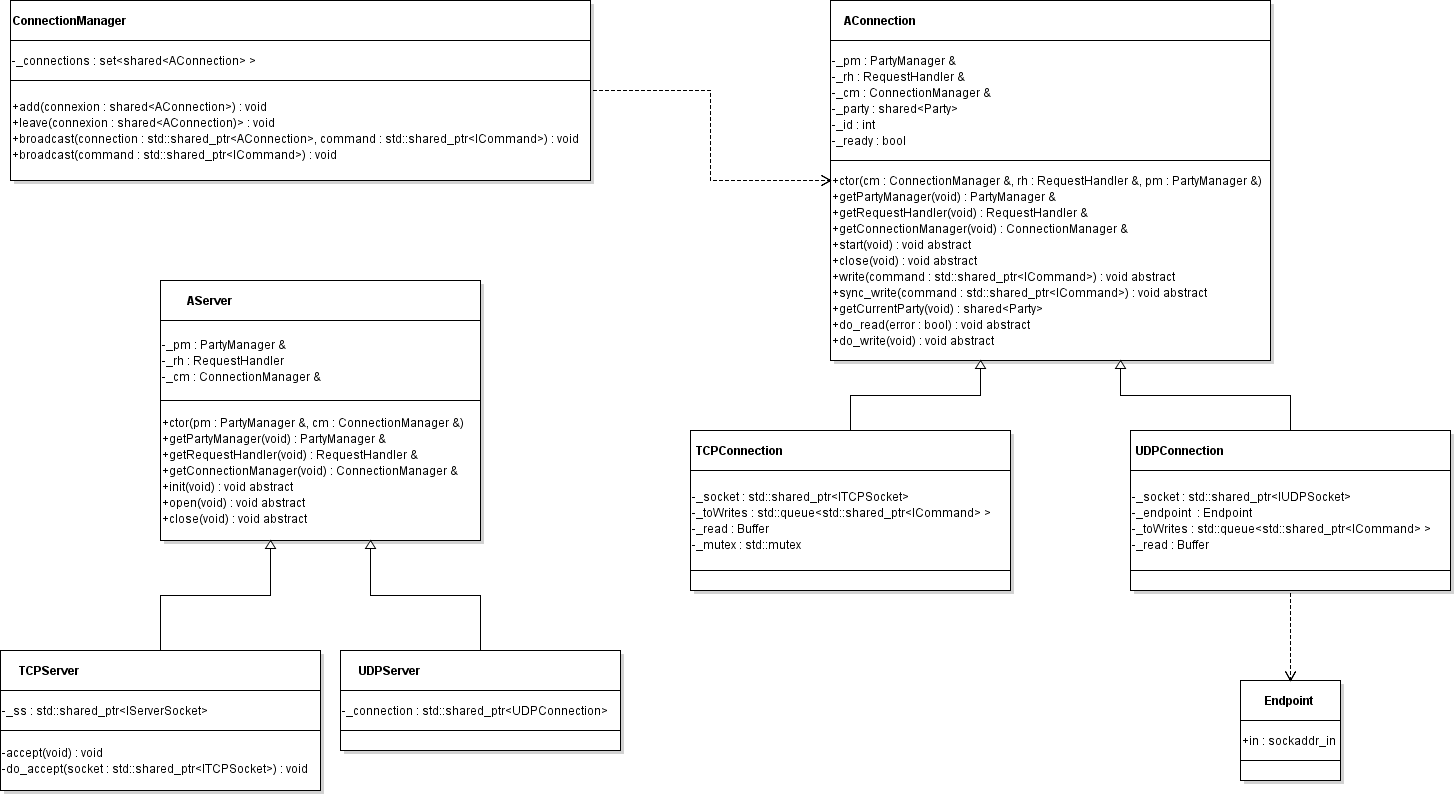 ConnectionManager
-_connections : set<shared<AConnection> >
+add(connexion : shared<AConnection>) : void
+leave(connexion : shared<AConnection)> : void
+broadcast(connection : std::shared_ptr<AConnection>, command : std::shared_ptr<ICommand>) : void
+broadcast(command : std::shared_ptr<ICommand>) : void
AConnection
-_pm : PartyManager &
-_rh : RequestHandler &
-_cm : ConnectionManager &
-_party : shared<Party>
-_id : int
-_ready : bool
+ctor(cm : ConnectionManager &, rh : RequestHandler &, pm : PartyManager &)
+getPartyManager(void) : PartyManager &
+getRequestHandler(void) : RequestHandler &
+getConnectionManager(void) : ConnectionManager &
+start(void) : void abstract
+close(void) : void abstract
+write(command : std::shared_ptr<ICommand>) : void abstract
+sync_write(command : std::shared_ptr<ICommand>) : void abstract
+getCurrentParty(void) : shared<Party>
+do_read(error : bool) : void abstract
+do_write(void) : void abstract
AServer
-_pm : PartyManager &
-_rh : RequestHandler
-_cm : ConnectionManager &
+ctor(pm : PartyManager &, cm : ConnectionManager &)
+getPartyManager(void) : PartyManager &
+getRequestHandler(void) : RequestHandler &
+getConnectionManager(void) : ConnectionManager &
+init(void) : void abstract
+open(void) : void abstract
+close(void) : void abstract
TCPConnection
-_socket : std::shared_ptr<ITCPSocket>
-_toWrites : std::queue<std::shared_ptr<ICommand> >
-_read : Buffer
-_mutex : std::mutex
UDPConnection
-_socket : std::shared_ptr<IUDPSocket>
-_endpoint : Endpoint
-_toWrites : std::queue<std::shared_ptr<ICommand> >
-_read : Buffer
TCPServer
-_ss : std::shared_ptr<IServerSocket>
-accept(void) : void
-do_accept(socket : std::shared_ptr<ITCPSocket>) : void
UDPServer
-_connection : std::shared_ptr<UDPConnection>
Endpoint
+in : sockaddr_in